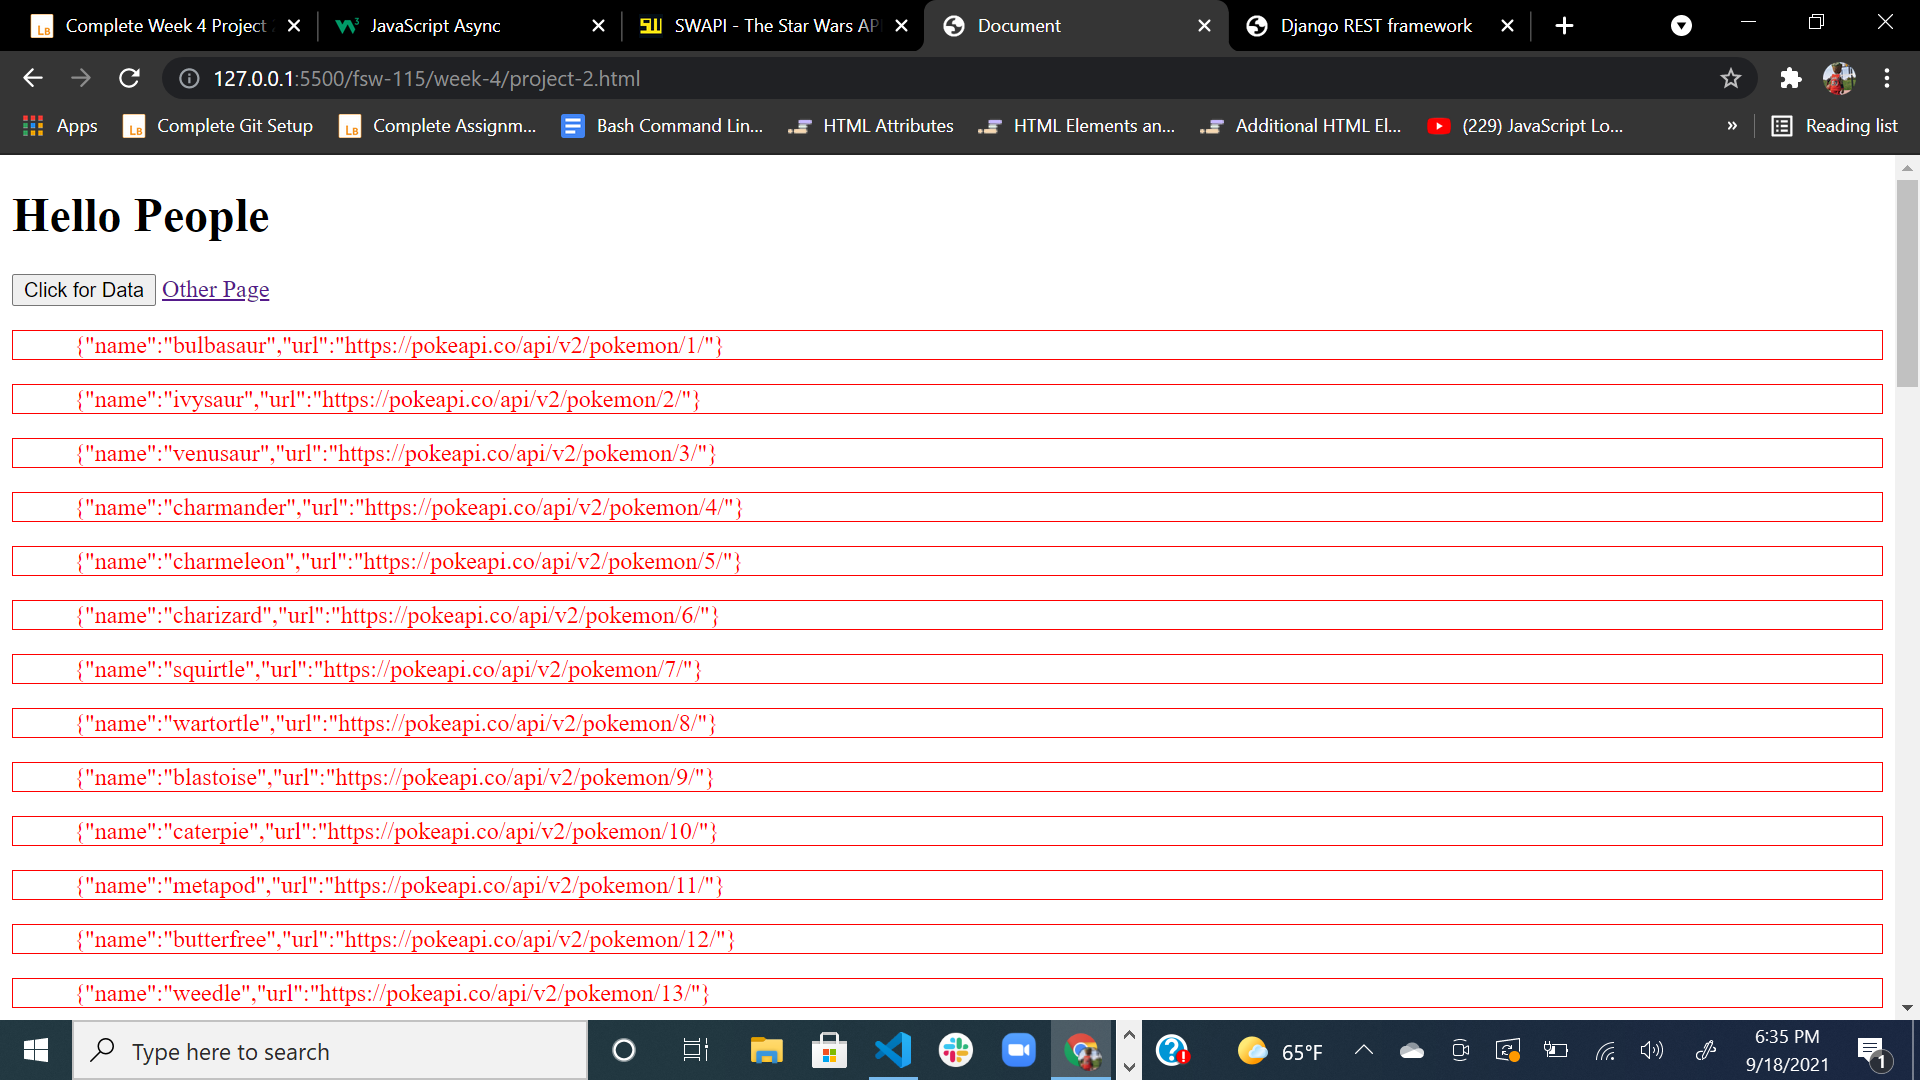 Complete Week 4 Project
JavaScript Async
SWAPI - The Star Wars API
Document
Django REST framework
127.0.0.1:5500/fsw-115/week-4/project-2.html
Apps
Complete Git Setup
Complete Assignm...
Bash Command Lin...
HTML Attributes
HTML Elements an...
Additional HTML El...
(229) JavaScript Lo...
»
Reading list
Hello People
Click for Data Other Page
{"name":"bulbasaur","url":"https://pokeapi.co/api/v2/pokemon/1/"}
{"name":"ivysaur","url":"https://pokeapi.co/api/v2/pokemon/2/"}
{"name":"venusaur","url":"https://pokeapi.co/api/v2/pokemon/3/"}
{"name":"charmander","url":"https://pokeapi.co/api/v2/pokemon/4/"}
{"name":"charmeleon","url":"https://pokeapi.co/api/v2/pokemon/5/"}
{"name":"charizard","url":"https://pokeapi.co/api/v2/pokemon/6/"}
{"name":"squirtle","url":"https://pokeapi.co/api/v2/pokemon/7/"}
{"name":"wartortle","url":"https://pokeapi.co/api/v2/pokemon/8/"}
{"name":"blastoise","url":"https://pokeapi.co/api/v2/pokemon/9/"}
{"name":"caterpie","url":"https://pokeapi.co/api/v2/pokemon/10/"}
{"name":"metapod","url":"https://pokeapi.co/api/v2/pokemon/11/"}
{"name":"butterfree","url":"https://pokeapi.co/api/v2/pokemon/12/"}
{"name":"weedle","url":"https://pokeapi.co/api/v2/pokemon/13/"}
Type here to search
65°F
6:35 PM
9/18/2021
1